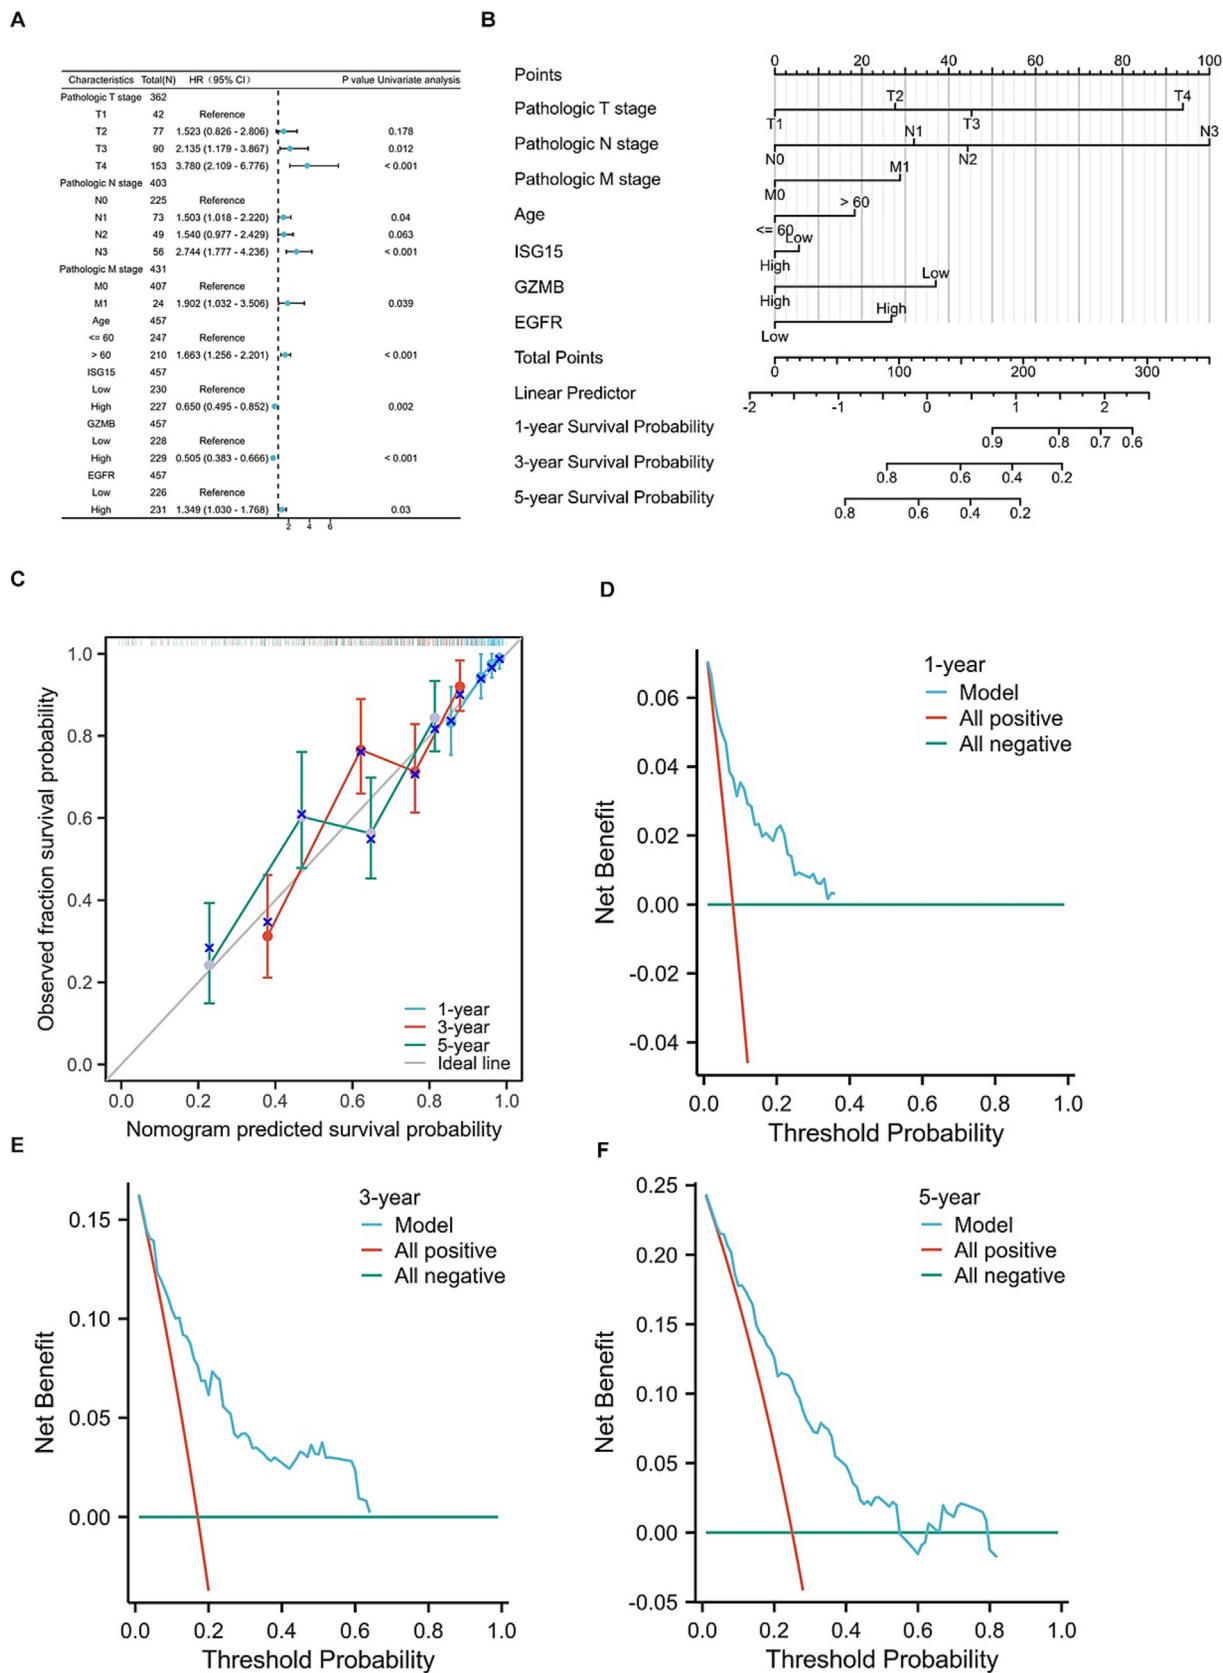 A
Characteristics Total(N) HR (95% CI) P value Univariate analysis
Pathologic T stage 362
T1 42 Reference
T2 77 1.523 (0.826 - 2.806) 0.178
T3 90 2.135 (1.179 - 3.867) 0.012
T4 153 3.780 (2.109 - 6.776) < 0.001
Pathologic N stage 403
N0 225 Reference
N1 73 1.503 (1.018 - 2.220) 0.04
N2 49 1.540 (0.977 - 2.429) 0.063
N3 56 2.744 (1.777 - 4.236) < 0.001
Pathologic M stage 431
M0 407 Reference
M1 24 1.902 (1.032 - 3.506) 0.039
Age 457
<= 60 247 Reference
> 60 210 1.663 (1.256 - 2.201) < 0.001
ISG15 457
Low 230 Reference
High 227 0.650 (0.495 - 0.852) 0.002
GZMB 457
Low 228 Reference
High 229 0.505 (0.383 - 0.666) < 0.001
EGFR 457
Low 226 Reference
High 231 1.349 (1.030 - 1.768) 0.03
2 4 6
B
0 20 40 60 80 100
Points
T2 T4
Pathologic T stage
T1 T3
N1 N3
Pathologic N stage
N0 N2
M1
Pathologic M stage
M0
> 60
Age
<= 60
Low
ISG15
High
Low
GZMB
High
High
EGFR
Low
Total Points
0 100 200 300
Linear Predictor
-2 -1 0 1 2
1-year Survival Probability
0.9 0.8 0.7 0.6
3-year Survival Probability
0.8 0.6 0.4 0.2
5-year Survival Probability
0.8 0.6 0.4 0.2
C
Observed fraction survival probability
1.0
0.8
0.6
0.4
0.2
0.0
1-year
3-year
5-year
Ideal line
0.0 0.2 0.4 0.6 0.8 1.0
Nomogram predicted survival probability
D
Net Benefit
0.06
0.04
0.02
0.00
-0.02
-0.04
1-year
Model
All positive
All negative
0.0 0.2 0.4 0.6 0.8 1.0
Threshold Probability
E
Net Benefit
0.15
0.10
0.05
0.00
3-year
Model
All positive
All negative
0.0 0.2 0.4 0.6 0.8 1.0
Threshold Probability
F
Net Benefit
0.25
0.20
0.15
0.10
0.05
0.00
-0.05
5-year
Model
All positive
All negative
0.0 0.2 0.4 0.6 0.8 1.0
Threshold Probability